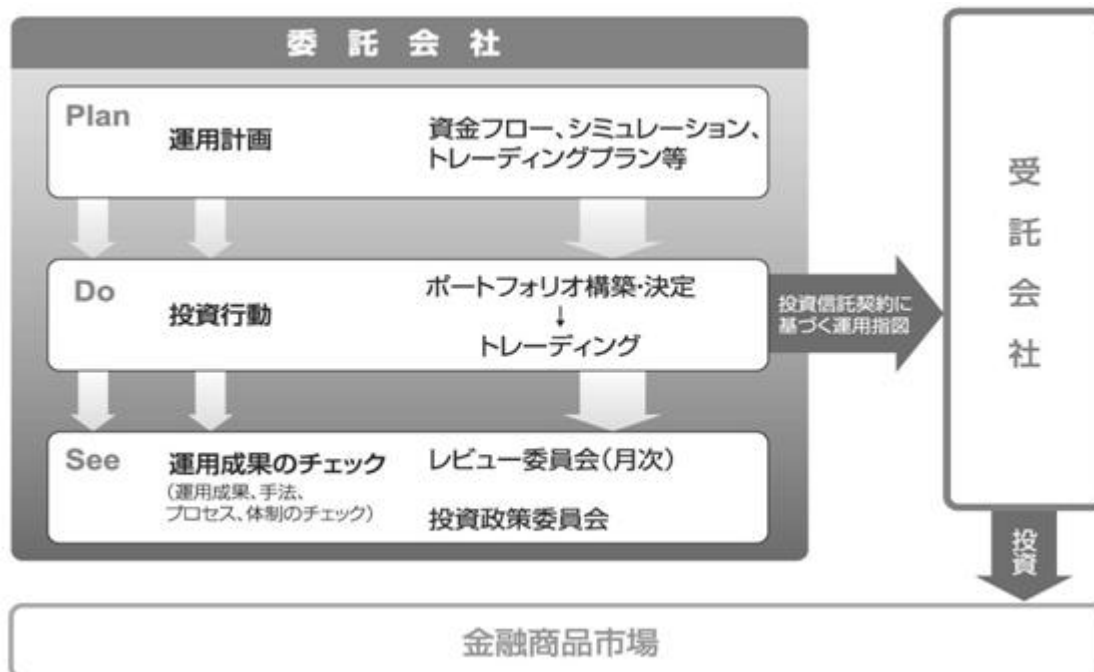 委託会社
Plan
運用計画
資金フロー、シミュレーション、
トレーディングプラン等
Do
投資行動
ポートフォリオ構築・決定
↓
トレーディング
投資信託契約に
基づく運用指図
See
運用成果のチェック
(運用成果、手法、
プロセス、体制のチェック)
レビュー委員会(月次)
投資政策委員会
受託会社
投資
金融商品市場